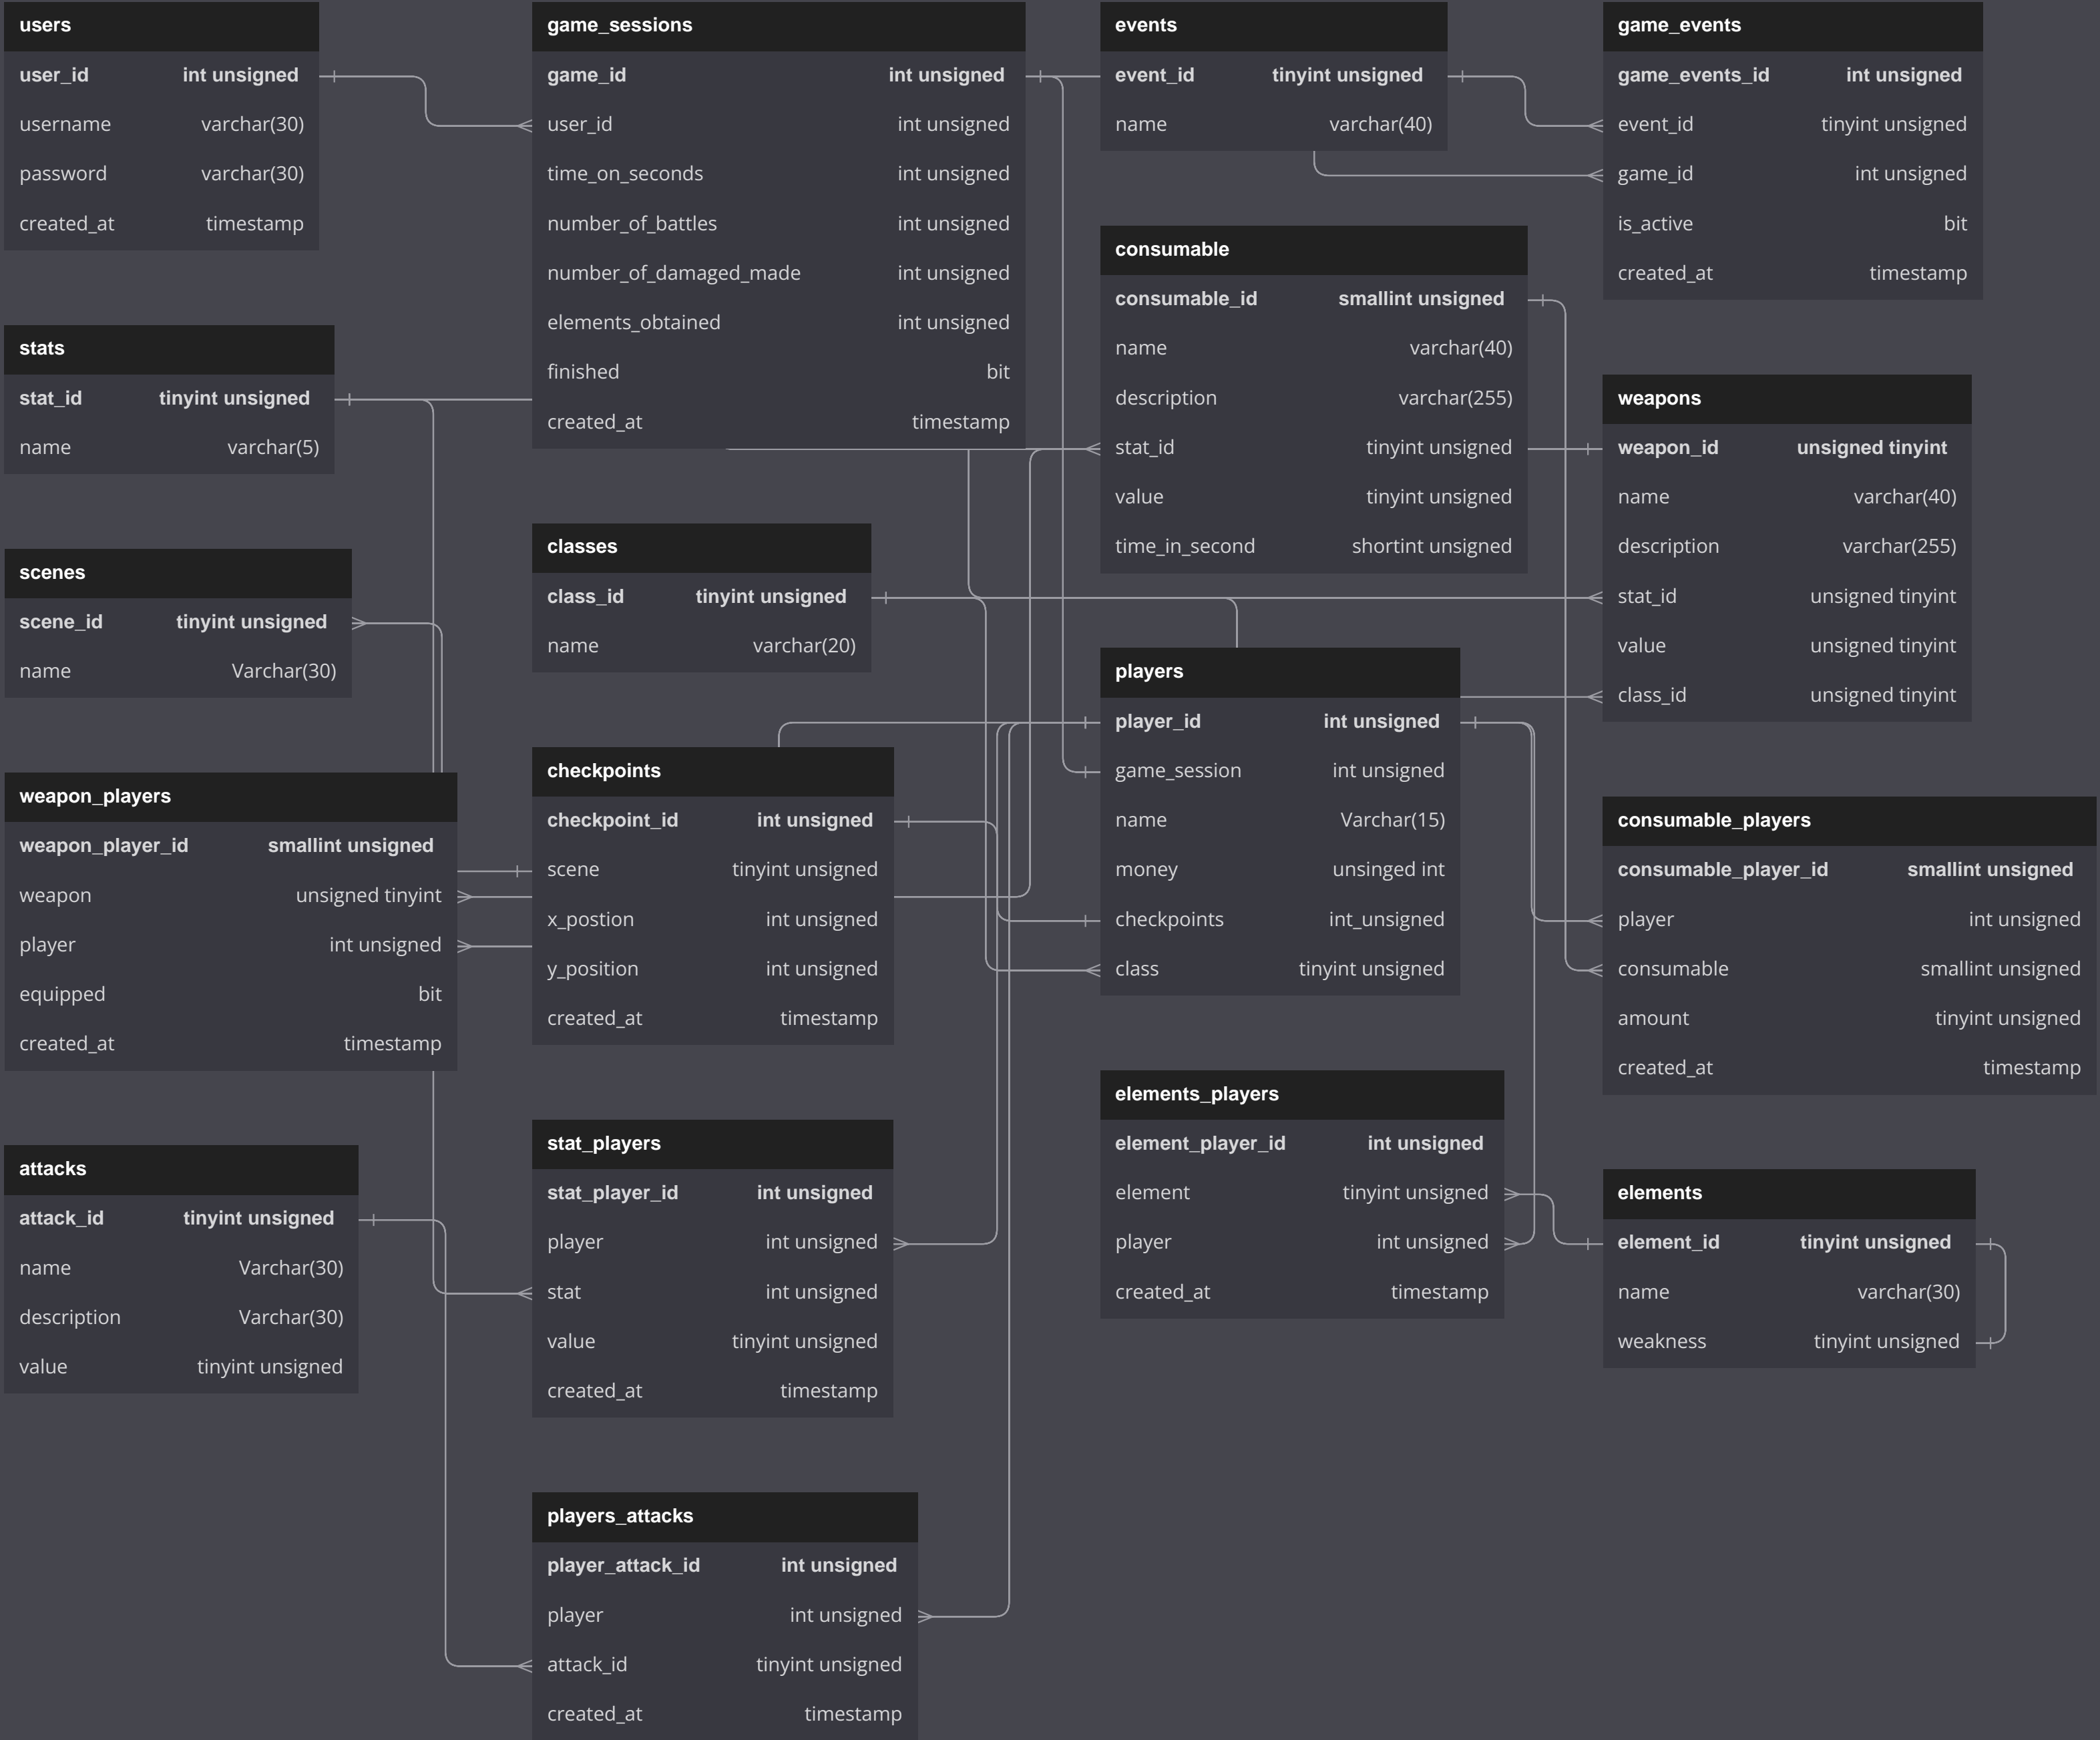 users
user_id int unsigned
username varchar(30)
password varchar(30)
created_at timestamp
game_sessions
game_id int unsigned
user_id int unsigned
time_on_seconds int unsigned
number_of_battles int unsigned
number_of_damaged_made int unsigned
elements_obtained int unsigned
finished bit
created_at timestamp
events
event_id tinyint unsigned
name varchar(40)
game_events
game_events_id int unsigned
event_id tinyint unsigned
game_id int unsigned
is_active bit
created_at timestamp
consumable
consumable_id smallint unsigned
name varchar(40)
description varchar(255)
stat_id tinyint unsigned
value tinyint unsigned
time_in_second shortint unsigned
stats
stat_id tinyint unsigned
name varchar(5)
weapons
weapon_id unsigned tinyint
name varchar(40)
description varchar(255)
stat_id unsigned tinyint
value unsigned tinyint
class_id unsigned tinyint
classes
class_id tinyint unsigned
name varchar(20)
scenes
scene_id tinyint unsigned
name Varchar(30)
players
player_id int unsigned
game_session int unsigned
name Varchar(15)
money unsinged int
checkpoints int_unsigned
class tinyint unsigned
checkpoints
checkpoint_id int unsigned
scene tinyint unsigned
x_postion int unsigned
y_position int unsigned
created_at timestamp
weapon_players
weapon_player_id smallint unsigned
weapon unsigned tinyint
player int unsigned
equipped bit
created_at timestamp
consumable_players
consumable_player_id smallint unsigned
player int unsigned
consumable smallint unsigned
amount tinyint unsigned
created_at timestamp
elements_players
element_player_id int unsigned
element tinyint unsigned
player int unsigned
created_at timestamp
stat_players
stat_player_id int unsigned
player int unsigned
stat int unsigned
value tinyint unsigned
created_at timestamp
attacks
attack_id tinyint unsigned
name Varchar(30)
description Varchar(30)
value tinyint unsigned
elements
element_id tinyint unsigned
name varchar(30)
weakness tinyint unsigned
players_attacks
player_attack_id int unsigned
player int unsigned
attack_id tinyint unsigned
created_at timestamp